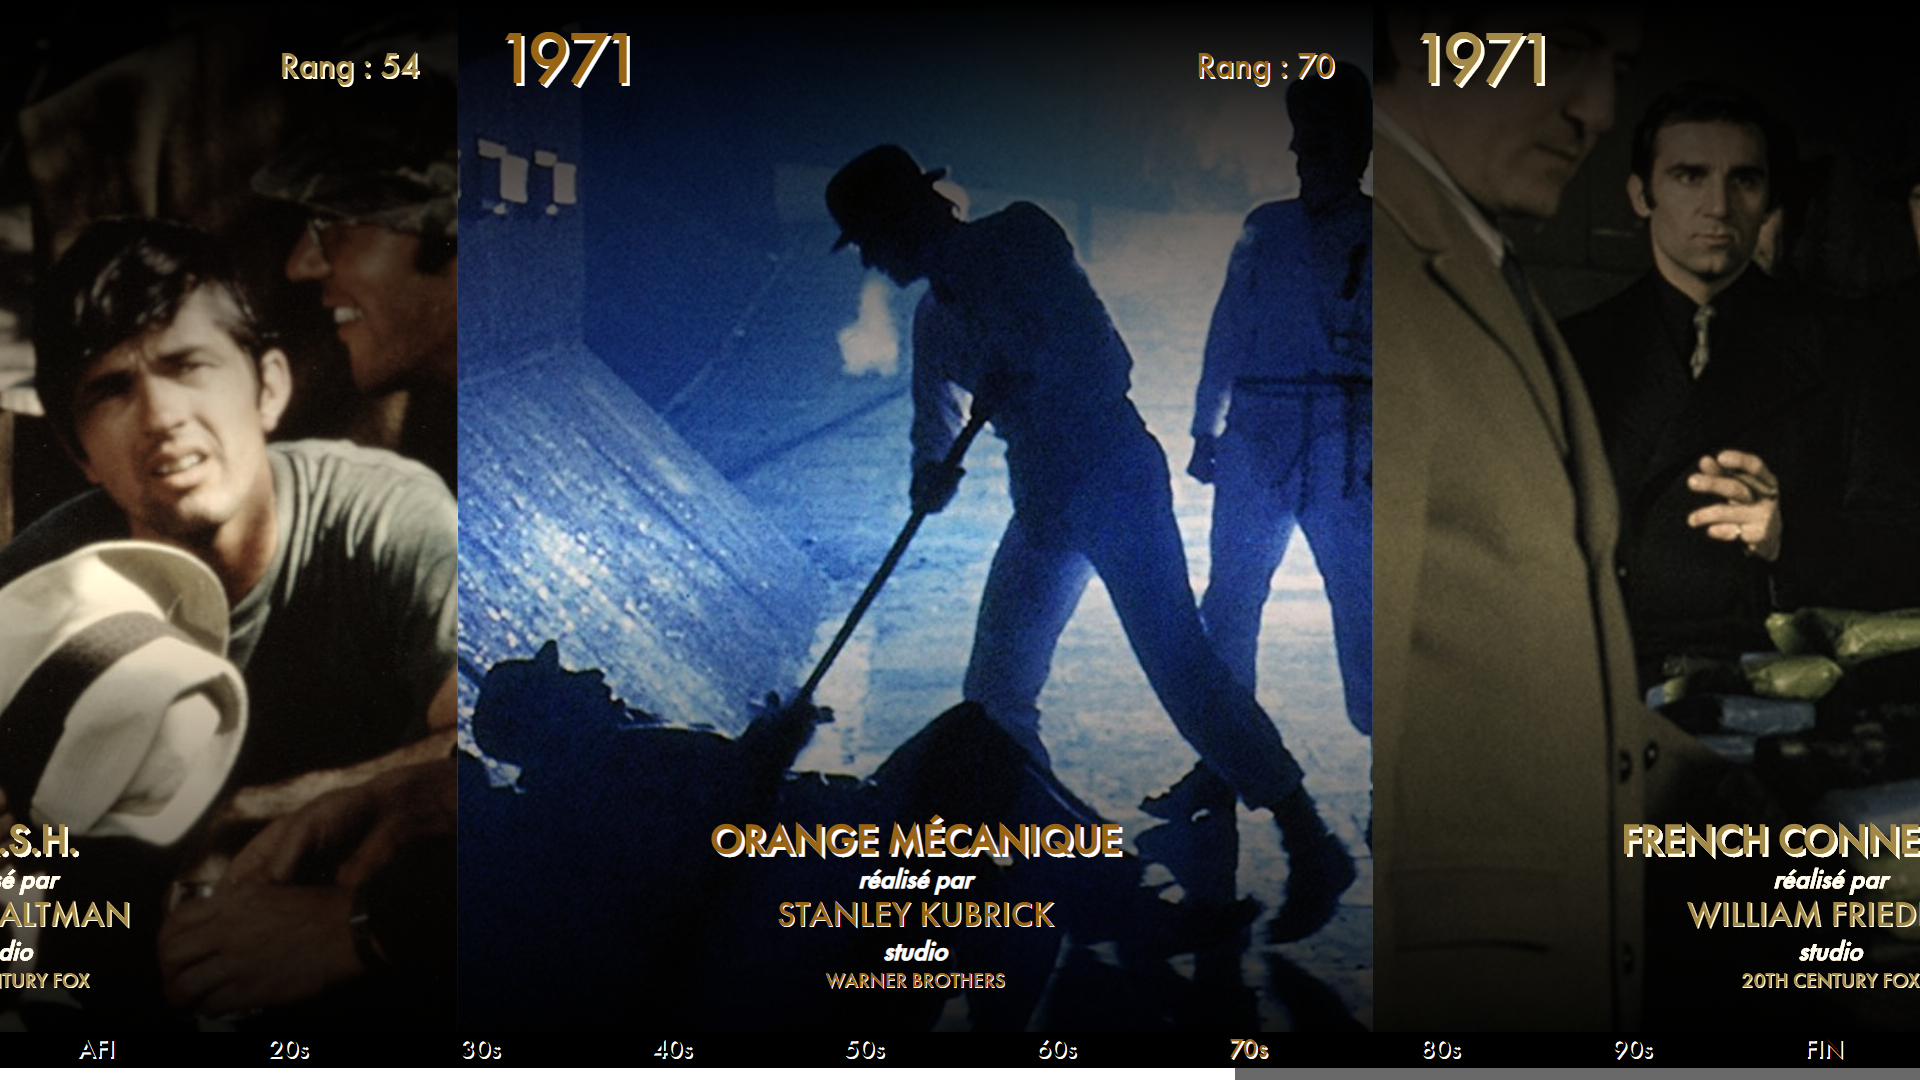 Rang : 54
.S.H.
sé par
ALTMAN
dio
TURY FOX
1971
Rang : 70
ORANGE MÉCANIQUE
réalisé par
STANLEY KUBRICK
studio
WARNER BROTHERS
1971
FRENCH CONNE
réalisé par
WILLIAM FRIED
studio
20TH CENTURY FOX
AFI 20s 30s 40s 50s 60s 70s 80s 90s FIN